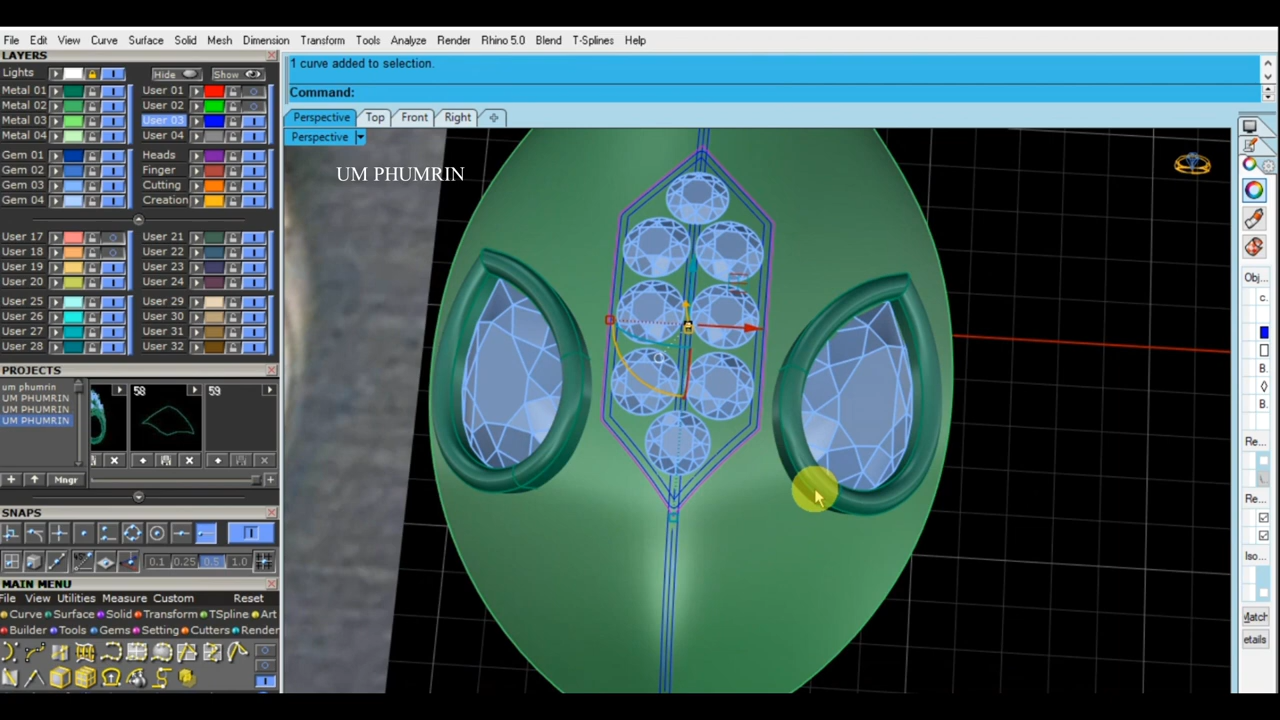 File Edit View Curve Surface Solid Mesh Dimension Transform Tools Analyze Render Rhino 5.0 Blend T-Splines Help
LAYERS
1 curve added to selection.
Command:
Lights Hide Show
Metal 01 User 01
Metal 02 User 02
Metal 03 User 03
Metal 04 User 04
Gem 01 Heads
Gem 02 Finger
Gem 03 Cutting
Gem 04 Creation
User 17 User 21
User 18 User 22
User 19 User 23
User 20 User 24
User 25 User 29
User 26 User 30
User 27 User 31
User 28 User 32
Perspective Top Front Right
Perspective
UM PHUMRIN
PROJECTS
um phumrin
UM PHUMRIN
UM PHUMRIN
UM PHUMRIN
58 59
Mngr
SNAPS
0.1 0.25 0.5 1.0
MAIN MENU
File View Utilities Measure Custom Reset
Curve Surface Solid Transform TSpline Art
Builder Tools Gems Setting Cutters Render
Obj...
c.
B.
B.
Re...
Re...
Iso...
Match
etails